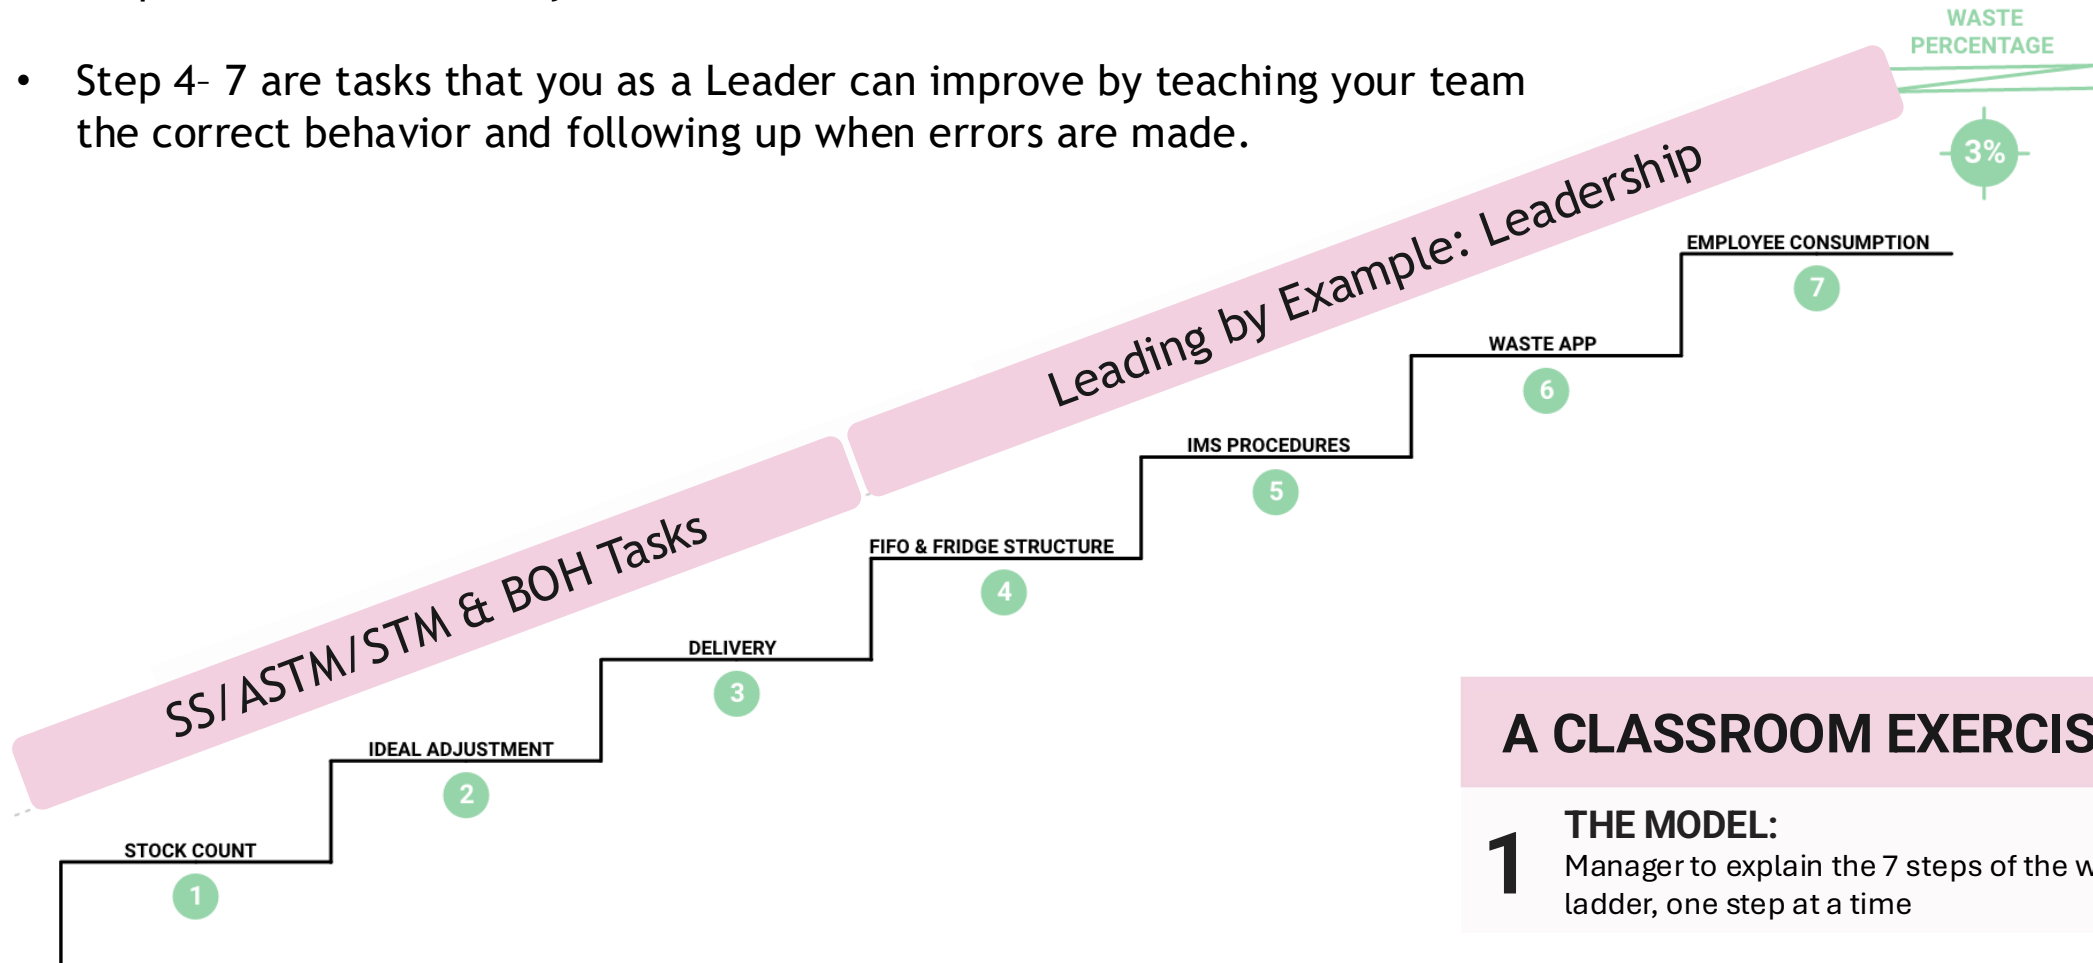 • Step 4- 7 are tasks that you as a Leader can improve by teaching your team
the correct behavior and following up when errors are made.
WASTE
PERCENTAGE
3%
Leading by Example: Leadership
SS/ASTM/STM & BOH Tasks
EMPLOYEE CONSUMPTION
7
WASTE APP
6
IMS PROCEDURES
5
FIFO & FRIDGE STRUCTURE
4
DELIVERY
3
IDEAL ADJUSTMENT
2
STOCK COUNT
1
A CLASSROOM EXERCIS
1
THE MODEL:
Manager to explain the 7 steps of the w
ladder, one step at a time